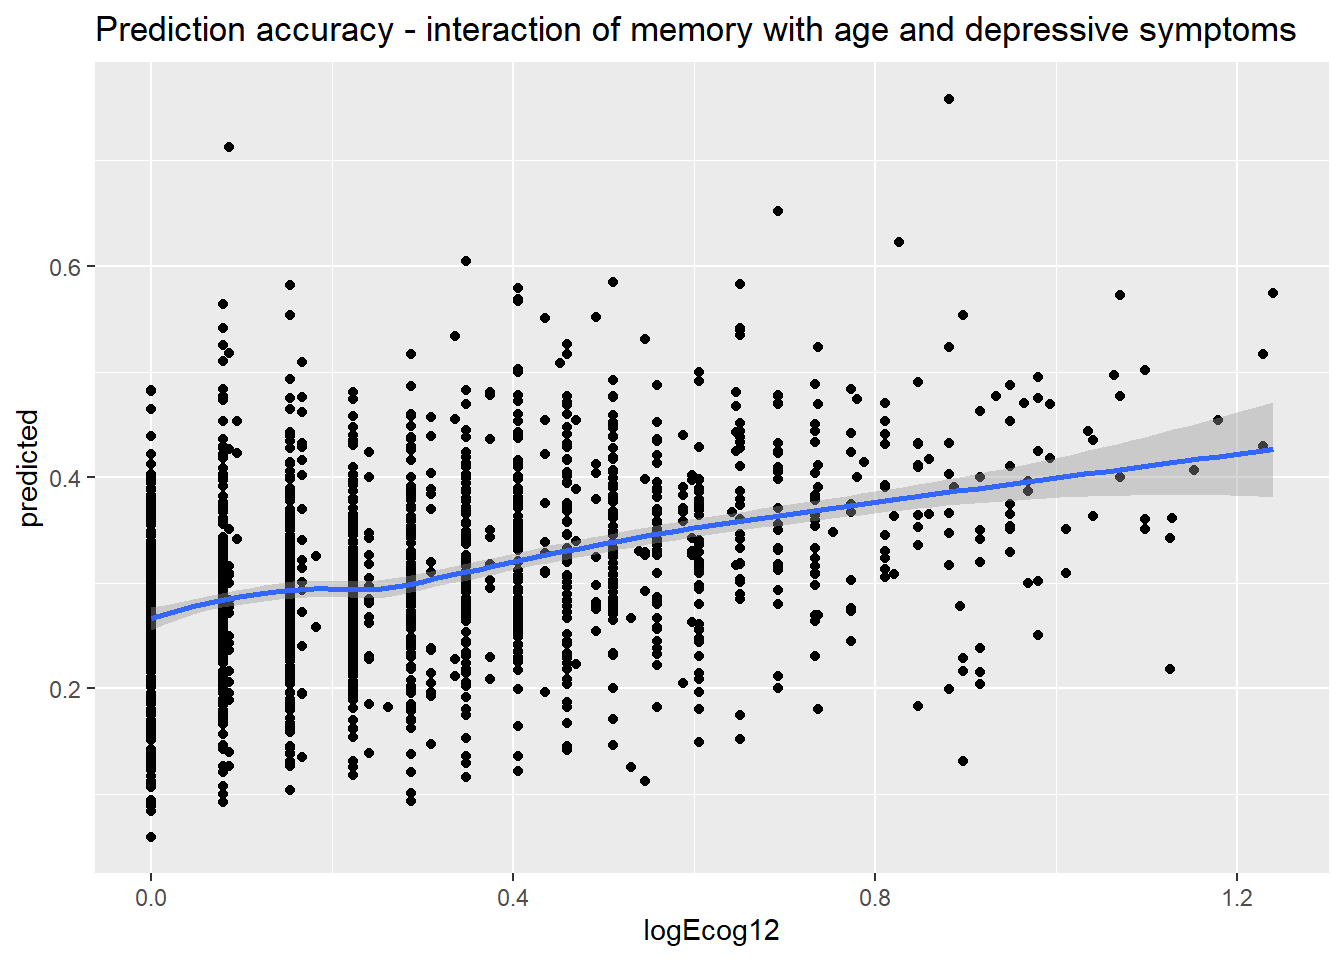 Prediction accuracy - interaction of memory with age and depressive symptoms
predicted
0.6
0.4
0.2
0.0 0.4 0.8 1.2
logEcog12